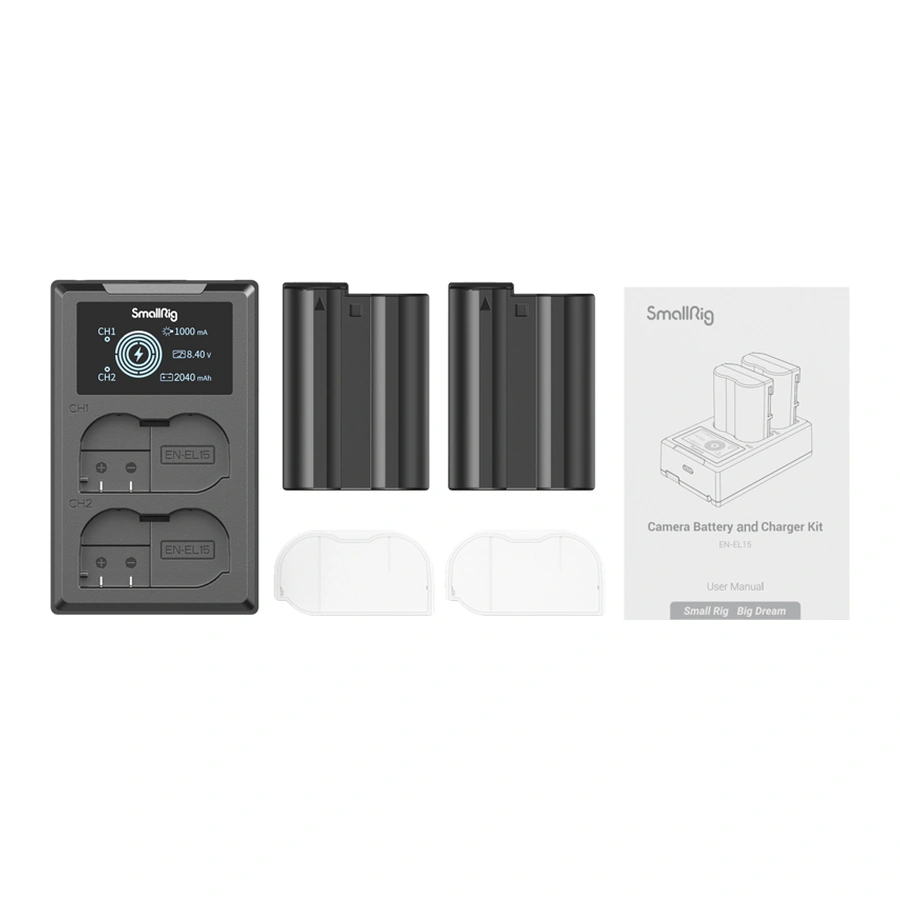 SmallRig
CH1
1000 mA
8.40 V
CH2
2040 mAh
CH1
EN-EL15
+ −
CH2
EN-EL15
+ −
SmallRig
Camera Battery and Charger Kit
EN-EL15
User Manual
Small Rig Big Dream